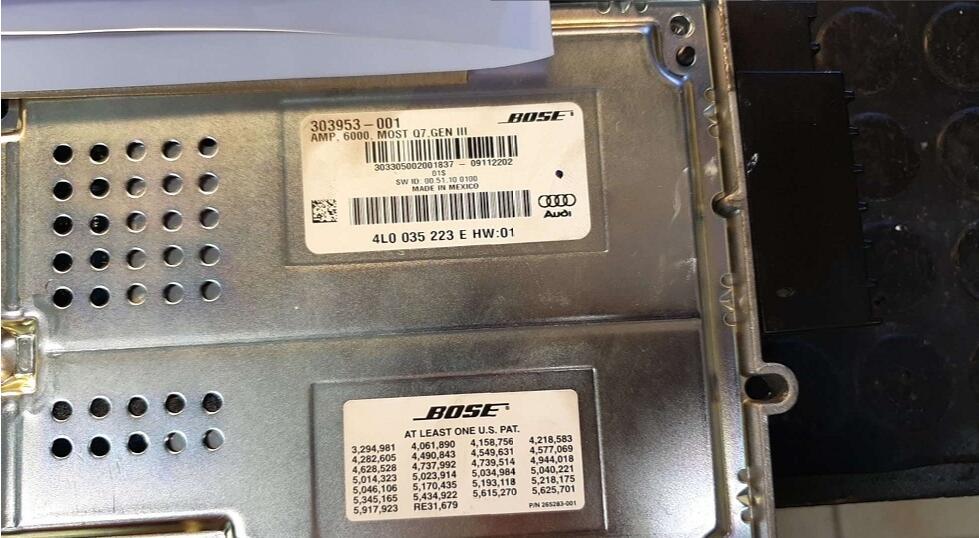 303953-001
BOSE
AMP, 6000, MOST Q7,GEN III
303305002001837 - 09112202
01S
SW ID: 00.51.10 0100
MADE IN MEXICO
Audi
4L0 035 223 E HW:01
BOSE
AT LEAST ONE U.S. PAT.
3,294,981 4,061,890 4,158,756 4,218,583
4,282,605 4,490,843 4,549,631 4,577,069
4,628,528 4,737,992 4,739,514 4,944,018
5,014,323 5,023,914 5,034,984 5,040,221
5,046,106 5,170,435 5,193,118 5,218,175
5,345,165 5,434,922 5,615,270 5,625,701
5,917,923 RE31,679
P/N 265283-001